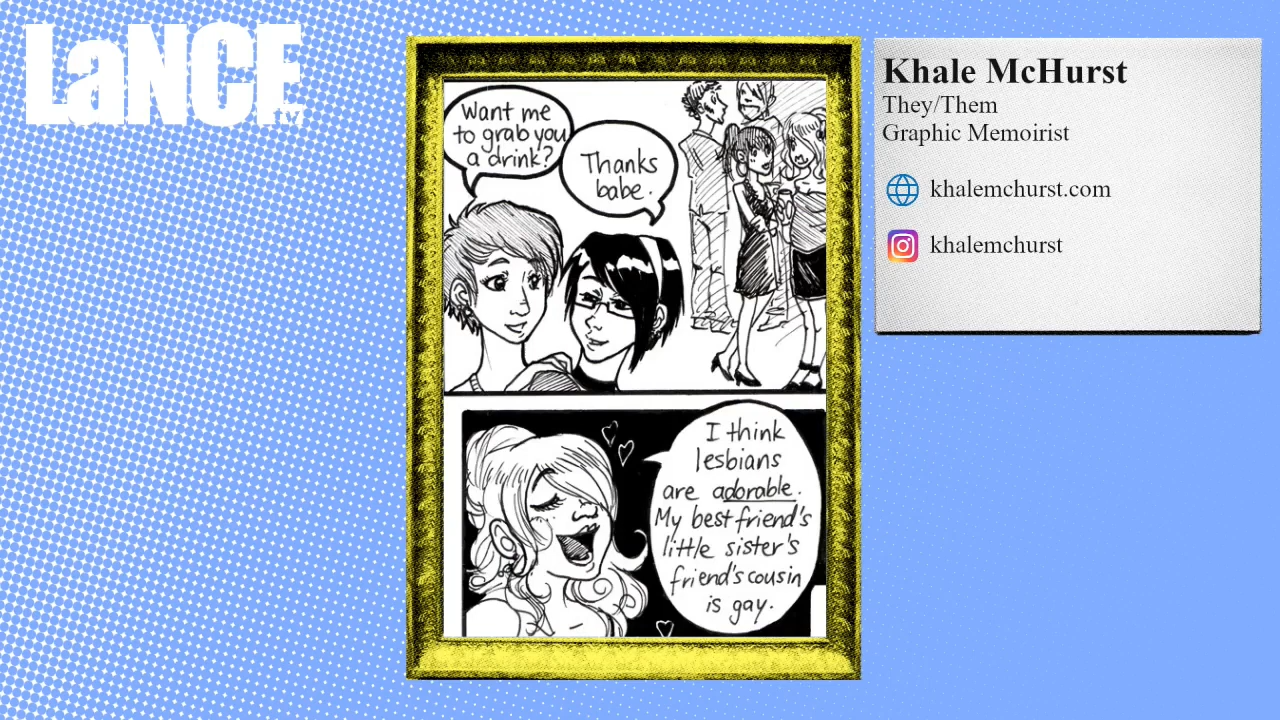 LaNCE
TV
Want me
to grab you
a drink?
Thanks
babe.
I think
lesbians
are adorable.
My best friend's
little sister's
friend's cousin
is gay.
Khale McHurst
They/Them
Graphic Memoirist
khalemchurst.com
khalemchurst